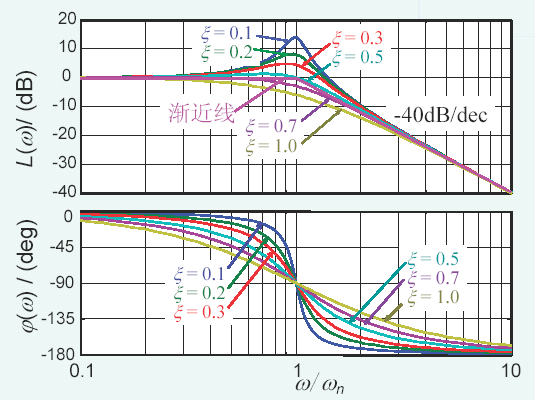 20
10
0
-10
-20
-30
-40
L(ω)/ (dB)
ξ = 0.1
ξ = 0.2
ξ = 0.3
ξ = 0.5
渐近线
ξ = 0.7
ξ = 1.0
-40dB/dec
0
-45
-90
-135
-180
φ(ω) / (deg)
ξ = 0.1
ξ = 0.2
ξ = 0.3
ξ = 0.5
ξ = 0.7
ξ = 1.0
0.1
1
10
ω/ωn